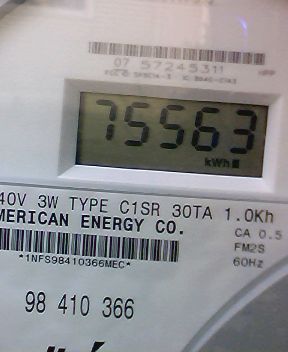 07 57245311
75563
kWh
40V 3W TYPE C1SR 30TA 1.0Kh
MERICAN ENERGY CO.
CA 0.5
FM2S
*1NFS98410366MEC*
60Hz
98 410 366